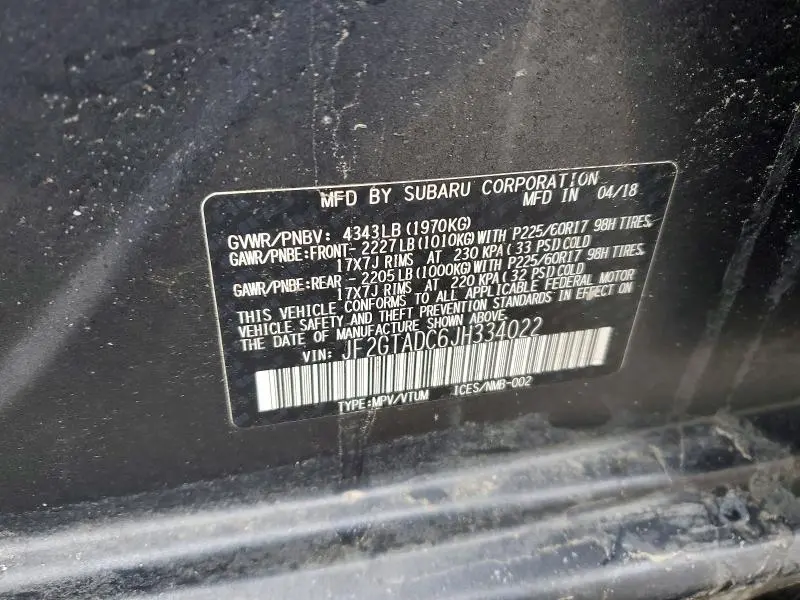 MFD BY SUBARU CORPORATION
MFD IN 04/18
GVWR/PNBV: 4343LB (1970KG)
GAWR/PNBE:FRONT- 2227LB (1010KG) WITH P225/60R17 98H TIRES,
17X7J RIMS AT 230 KPA (33 PSI) COLD
GAWR/PNBE:REAR - 2205LB (1000KG) WITH P225/60R17 98H TIRES,
17X7J RIMS AT 220 KPA (32 PSI) COLD
THIS VEHICLE CONFORMS TO ALL APPLICABLE FEDERAL MOTOR
VEHICLE SAFETY AND THEFT PREVENTION STANDARDS IN EFFECT ON
THE DATE OF MANUFACTURE SHOWN ABOVE.
VIN: JF2GTADC6JH334022
TYPE:MPV/VTUM ICES/NMB-002